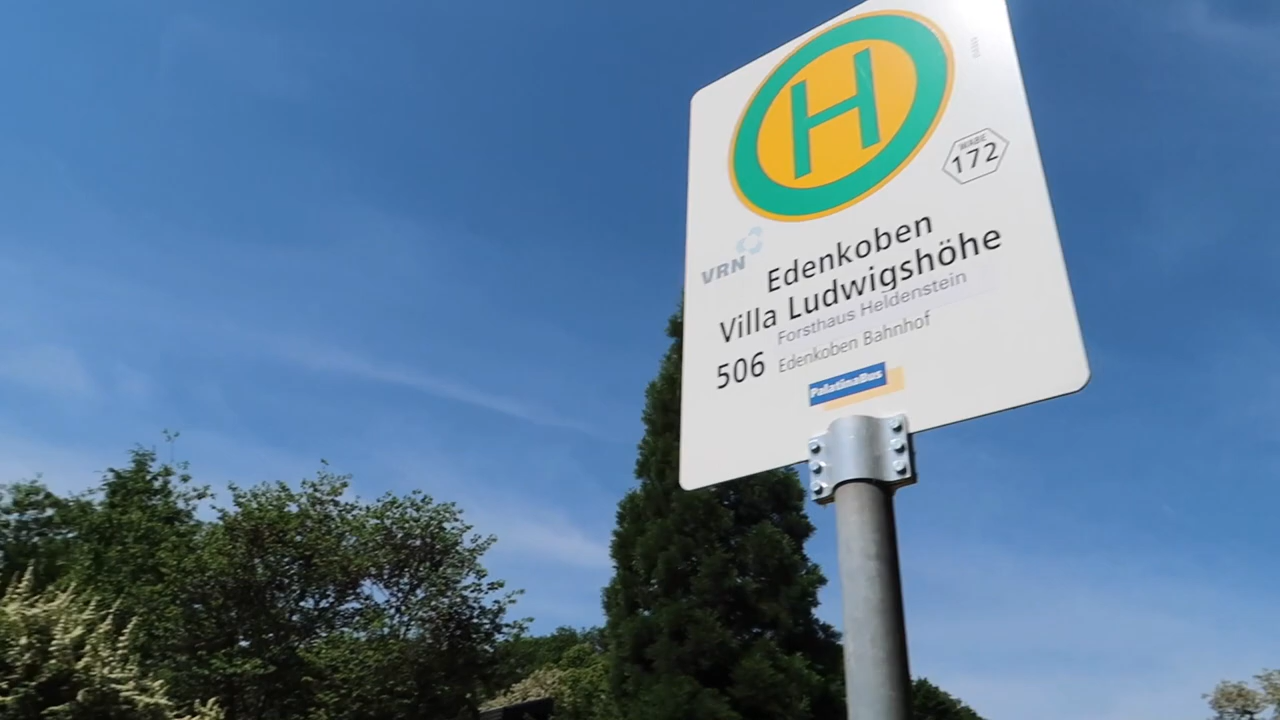 H
WABE
172
VRN
Edenkoben
Villa Ludwigshöhe
506 Forsthaus Heldenstein
Edenkoben Bahnhof
PalatinaBus